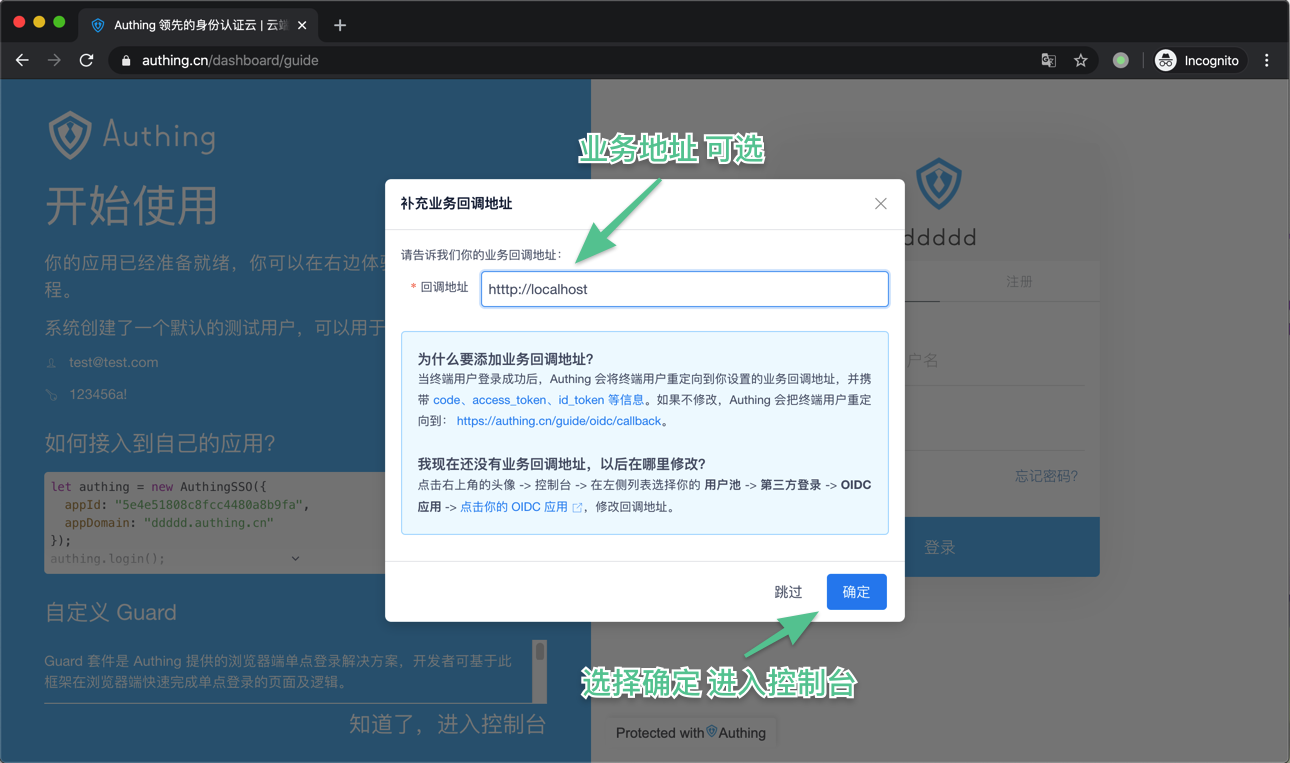 Authing 领先的身份认证云 | 云端
authing.cn/dashboard/guide
Incognito
Authing
开始使用
你的应用已经准备就绪，你可以在右边体验
程。
系统创建了一个默认的测试用户，可以用于
test@test.com
123456a!
如何接入到自己的应用?
let authing = new AuthingSSO({
appId: "5e4e51808c8fcc4480a8b9fa",
appDomain: "ddddd.authing.cn"
});
authing.login();
自定义 Guard
Guard 套件是 Authing 提供的浏览器端单点登录解决方案，开发者可基于此
框架在浏览器端快速完成单点登录的页面及逻辑。
知道了，进入控制台
业务地址 可选
补充业务回调地址
请告诉我们你的业务回调地址：
* 回调地址
htttp://localhost
为什么要添加业务回调地址?
当终端用户登录成功后，Authing 会将终端用户重定向到你设置的业务回调地址，并携
带 code、access_token、id_token 等信息。如果不修改，Authing 会把终端用户重定
向到： https://authing.cn/guide/oidc/callback。
我现在还没有业务回调地址，以后在哪里修改?
点击右上角的头像 -> 控制台 -> 在左侧列表选择你的 用户池 -> 第三方登录 -> OIDC
应用 -> 点击你的 OIDC 应用，修改回调地址。
跳过
确定
选择确定 进入控制台
ddddd
注册
户名
忘记密码?
登录
Protected with Authing